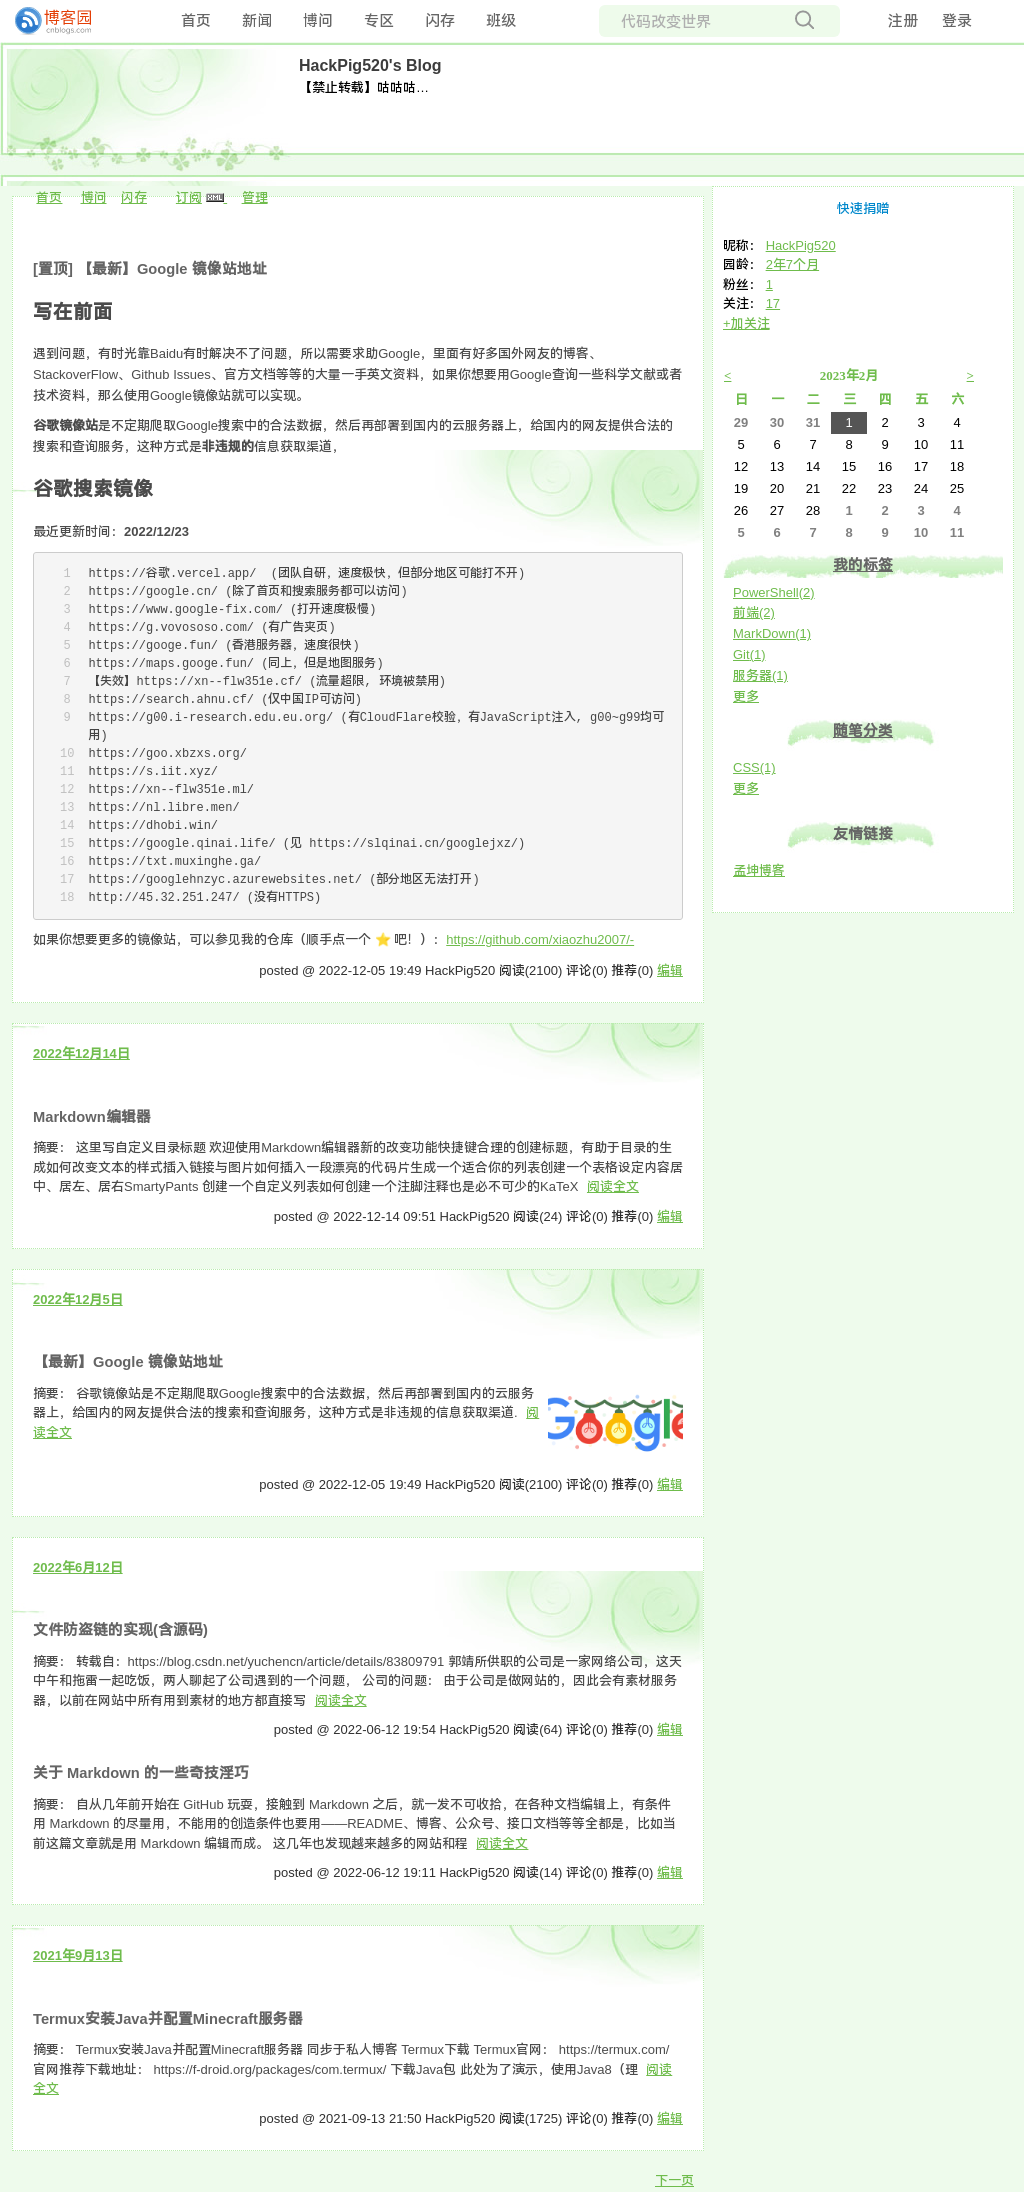 博客园
cnblogs.com
首页 新闻 博问 专区 闪存 班级
代码改变世界
注册 登录
HackPig520's Blog
【禁止转载】咕咕咕…
首页 博问 闪存 订阅 XML 管理
[置顶] 【最新】Google 镜像站地址
写在前面
遇到问题，有时光靠Baidu有时解决不了问题，所以需要求助Google，里面有好多国外网友的博客、
StackoverFlow、Github Issues、官方文档等等的大量一手英文资料，如果你想要用Google查询一些科学文献或者
技术资料，那么使用Google镜像站就可以实现。
谷歌镜像站是不定期爬取Google搜索中的合法数据，然后再部署到国内的云服务器上，给国内的网友提供合法的
搜索和查询服务，这种方式是非违规的信息获取渠道，
谷歌搜索镜像
最近更新时间：2022/12/23
1 https://谷歌.vercel.app/ （团队自研，速度极快，但部分地区可能打不开)
2 https://google.cn/ (除了首页和搜索服务都可以访问)
3 https://www.google-fix.com/ (打开速度极慢)
4 https://g.vovososo.com/ (有广告夹页)
5 https://googe.fun/ (香港服务器，速度很快)
6 https://maps.googe.fun/ (同上，但是地图服务)
7 【失效】https://xn--flw351e.cf/ (流量超限, 环境被禁用)
8 https://search.ahnu.cf/ (仅中国IP可访问)
9 https://g00.i-research.edu.eu.org/ (有CloudFlare校验，有JavaScript注入, g00~g99均可
用)
10 https://goo.xbzxs.org/
11 https://s.iit.xyz/
12 https://xn--flw351e.ml/
13 https://nl.libre.men/
14 https://dhobi.win/
15 https://google.qinai.life/ (见 https://slqinai.cn/googlejxz/)
16 https://txt.muxinghe.ga/
17 https://googlehnzyc.azurewebsites.net/ (部分地区无法打开)
18 http://45.32.251.247/ (没有HTTPS)
如果你想要更多的镜像站，可以参见我的仓库（顺手点一个 ⭐ 吧！）：https://github.com/xiaozhu2007/-
posted @ 2022-12-05 19:49 HackPig520 阅读(2100) 评论(0) 推荐(0) 编辑
2022年12月14日
Markdown编辑器
摘要： 这里写自定义目录标题 欢迎使用Markdown编辑器新的改变功能快捷键合理的创建标题，有助于目录的生
成如何改变文本的样式插入链接与图片如何插入一段漂亮的代码片生成一个适合你的列表创建一个表格设定内容居
中、居左、居右SmartyPants 创建一个自定义列表如何创建一个注脚注释也是必不可少的KaTeX 阅读全文
posted @ 2022-12-14 09:51 HackPig520 阅读(24) 评论(0) 推荐(0) 编辑
2022年12月5日
【最新】Google 镜像站地址
摘要： 谷歌镜像站是不定期爬取Google搜索中的合法数据，然后再部署到国内的云服务
器上，给国内的网友提供合法的搜索和查询服务，这种方式是非违规的信息获取渠道. 阅
读全文
Google
posted @ 2022-12-05 19:49 HackPig520 阅读(2100) 评论(0) 推荐(0) 编辑
2022年6月12日
文件防盗链的实现(含源码)
摘要： 转载自：https://blog.csdn.net/yuchencn/article/details/83809791 郭靖所供职的公司是一家网络公司，这天
中午和拖雷一起吃饭，两人聊起了公司遇到的一个问题， 公司的问题： 由于公司是做网站的，因此会有素材服务
器，以前在网站中所有用到素材的地方都直接写 阅读全文
posted @ 2022-06-12 19:54 HackPig520 阅读(64) 评论(0) 推荐(0) 编辑
关于 Markdown 的一些奇技淫巧
摘要： 自从几年前开始在 GitHub 玩耍，接触到 Markdown 之后，就一发不可收拾，在各种文档编辑上，有条件
用 Markdown 的尽量用，不能用的创造条件也要用——README、博客、公众号、接口文档等等全都是，比如当
前这篇文章就是用 Markdown 编辑而成。 这几年也发现越来越多的网站和程 阅读全文
posted @ 2022-06-12 19:11 HackPig520 阅读(14) 评论(0) 推荐(0) 编辑
2021年9月13日
Termux安装Java并配置Minecraft服务器
摘要： Termux安装Java并配置Minecraft服务器 同步于私人博客 Termux下载 Termux官网： https://termux.com/
官网推荐下载地址： https://f-droid.org/packages/com.termux/ 下载Java包 此处为了演示，使用Java8（理 阅读
全文
posted @ 2021-09-13 21:50 HackPig520 阅读(1725) 评论(0) 推荐(0) 编辑
下一页
快速捐赠
昵称： HackPig520
园龄： 2年7个月
粉丝： 1
关注： 17
+加关注
< 2023年2月 >
日 一 二 三 四 五 六
29 30 31 1 2 3 4
5 6 7 8 9 10 11
12 13 14 15 16 17 18
19 20 21 22 23 24 25
26 27 28 1 2 3 4
5 6 7 8 9 10 11
我的标签
PowerShell(2)
前端(2)
MarkDown(1)
Git(1)
服务器(1)
更多
随笔分类
CSS(1)
更多
友情链接
孟坤博客